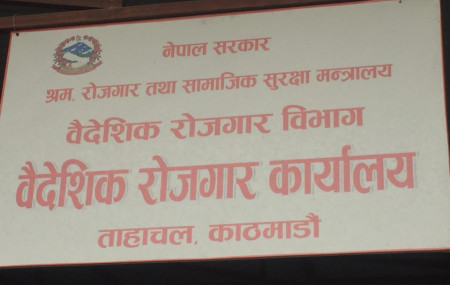 नेपाल सरकार
श्रम, रोजगार तथा सामाजिक सुरक्षा मन्त्रालय
वैदेशिक रोजगार विभाग
वैदेशिक रोजगार कार्यालय
ताहाचल, काठमाडौं